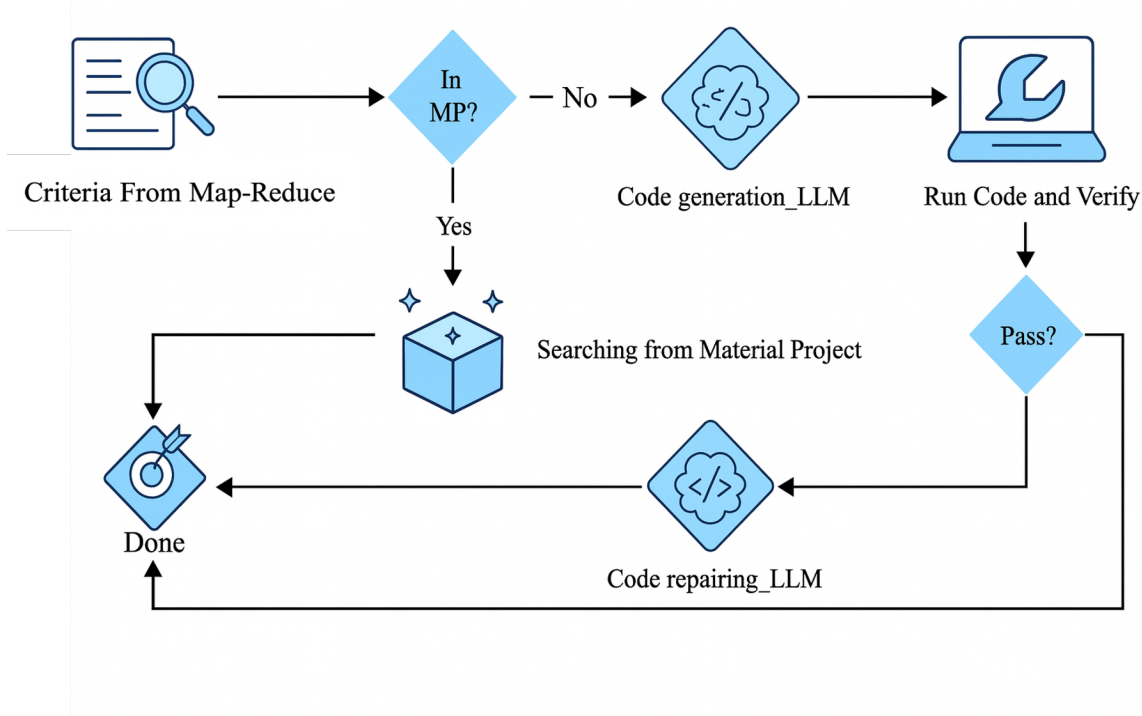 In
MP?
No
Criteria From Map-Reduce
Code generation_LLM
Run Code and Verify
Yes
Searching from Material Project
Pass?
Done
Code repairing_LLM